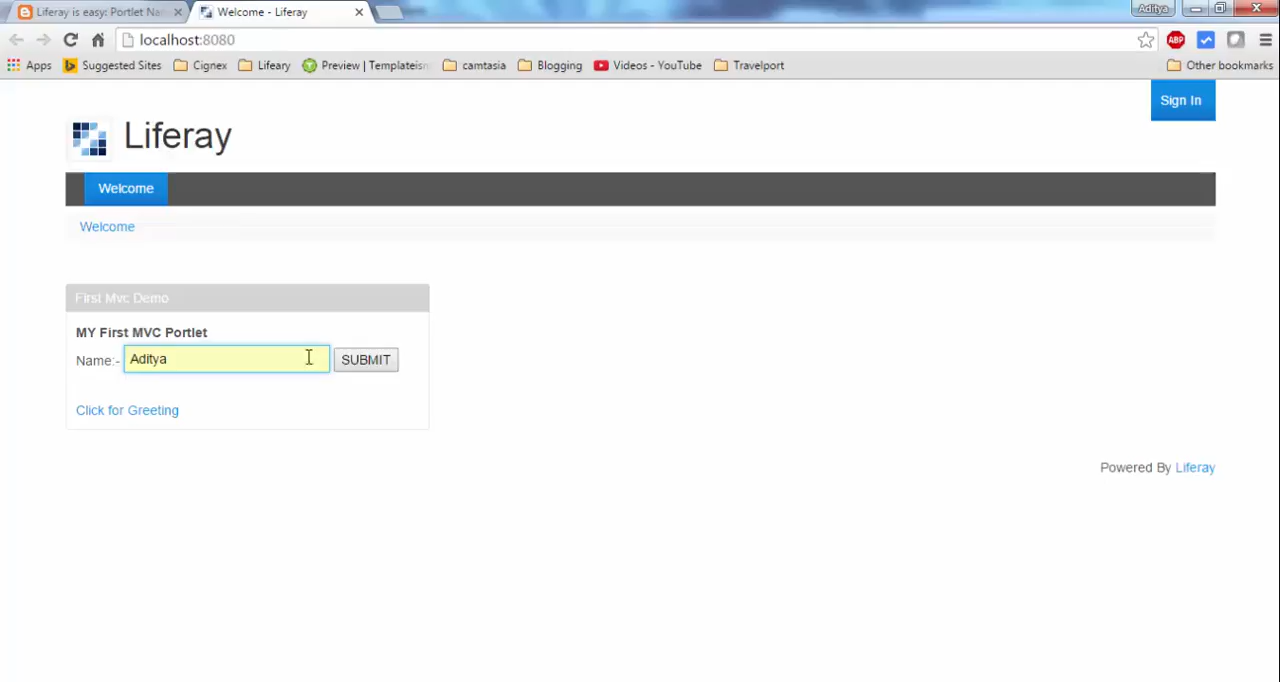 Liferay is easy: Portlet Na
Welcome - Liferay
Aditya
localhost:8080
ABP
Apps
Suggested Sites
Cignex
Lifeary
Preview | Templateism
camtasia
Blogging
Videos - YouTube
Travelport
Other bookmarks
Sign In
Liferay
Welcome
Welcome
First Mvc Demo
MY First MVC Portlet
Name:- Aditya SUBMIT
Click for Greeting
Powered By Liferay